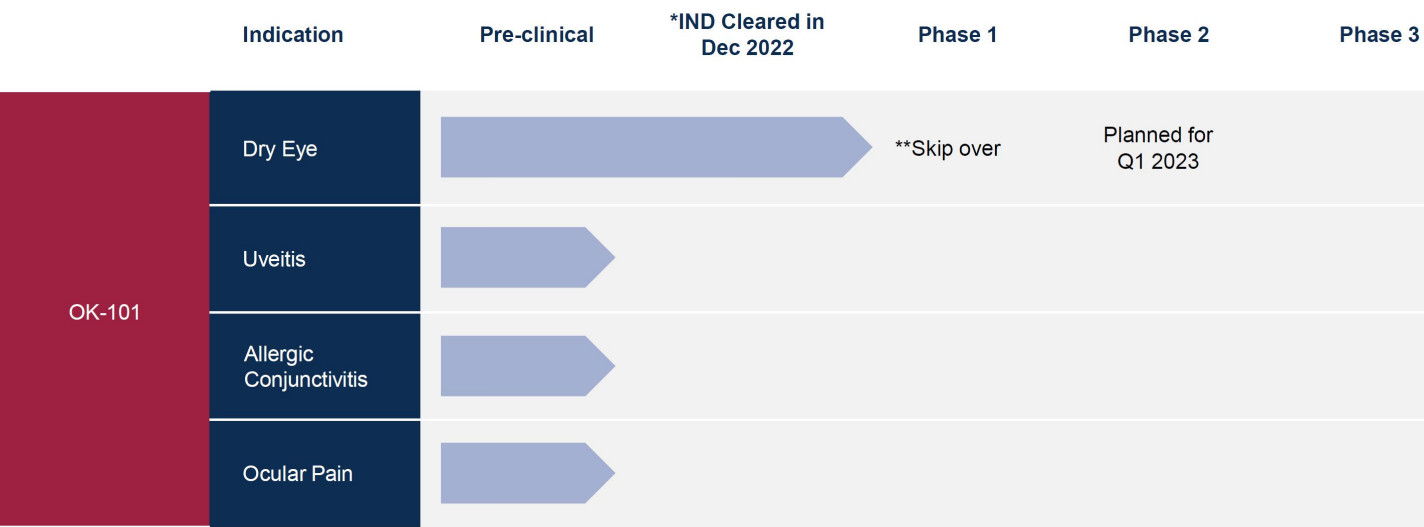 Indication
Pre-clinical
*IND Cleared in
Dec 2022
Phase 1
Phase 2
Phase 3
OK-101
Dry Eye
**Skip over
Planned for
Q1 2023
Uveitis
Allergic
Conjunctivitis
Ocular Pain